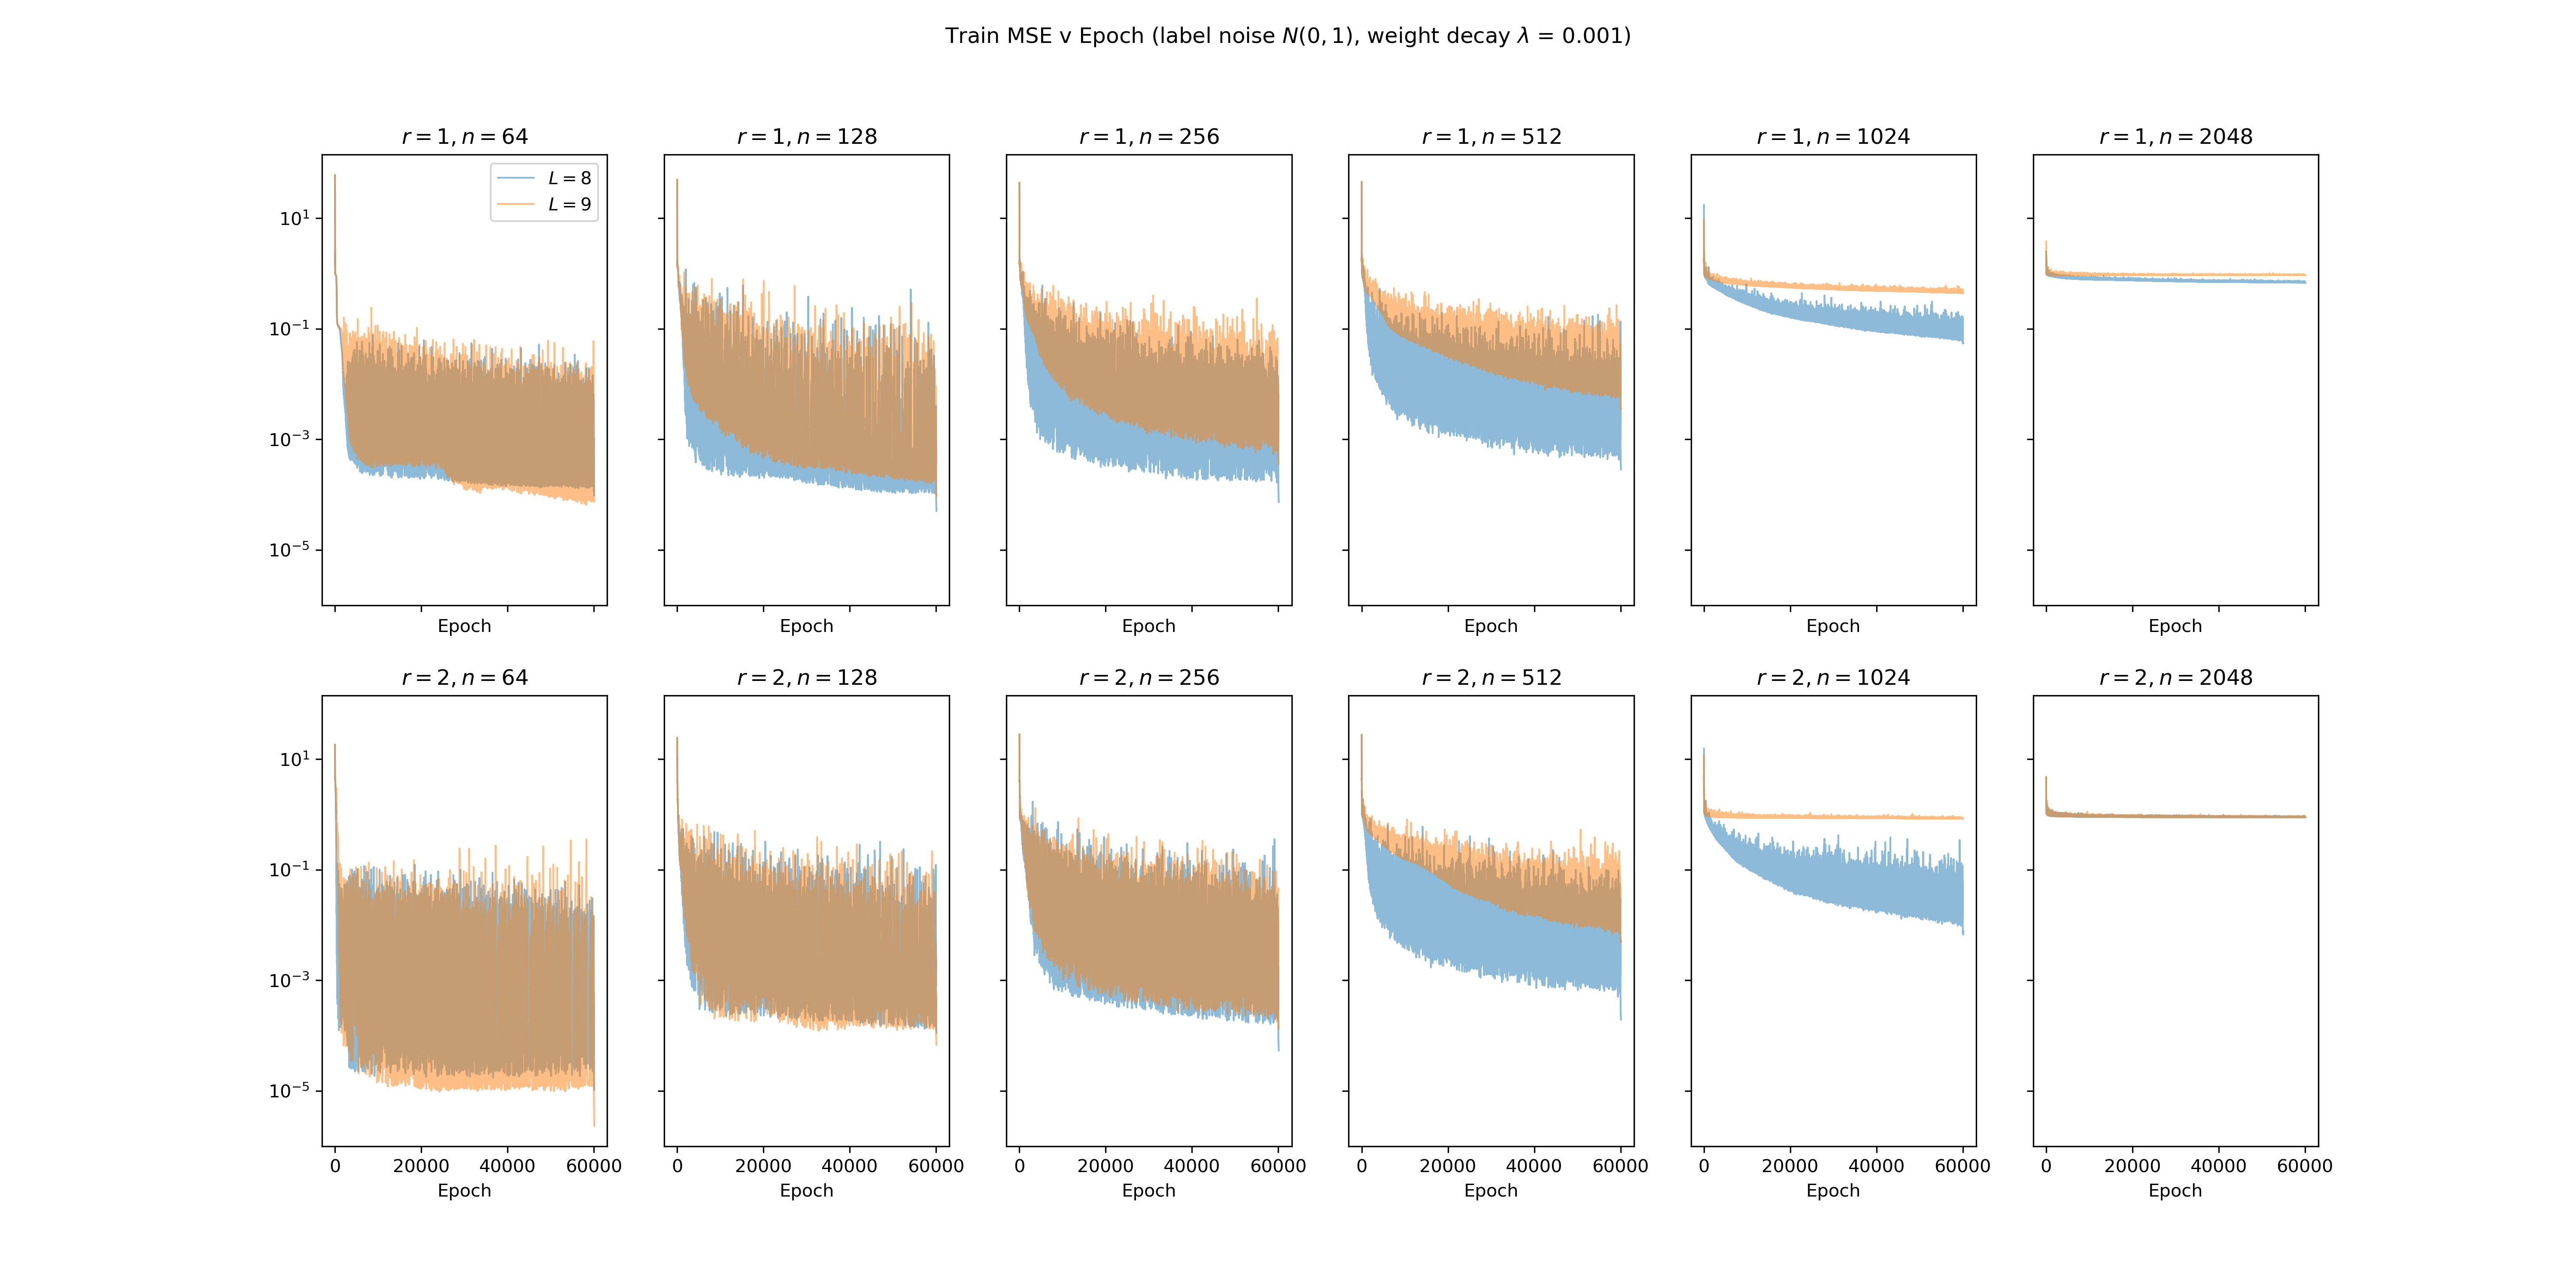 Train MSE v Epoch (label noise N(0, 1), weight decay λ = 0.001)
r = 1, n = 64
r = 1, n = 128
r = 1, n = 256
r = 1, n = 512
r = 1, n = 1024
r = 1, n = 2048
L = 8
L = 9
10¹
10⁻¹
10⁻³
10⁻⁵
Epoch
Epoch
Epoch
Epoch
Epoch
Epoch
r = 2, n = 64
r = 2, n = 128
r = 2, n = 256
r = 2, n = 512
r = 2, n = 1024
r = 2, n = 2048
10¹
10⁻¹
10⁻³
10⁻⁵
0 20000 40000 60000
0 20000 40000 60000
0 20000 40000 60000
0 20000 40000 60000
0 20000 40000 60000
0 20000 40000 60000
Epoch
Epoch
Epoch
Epoch
Epoch
Epoch